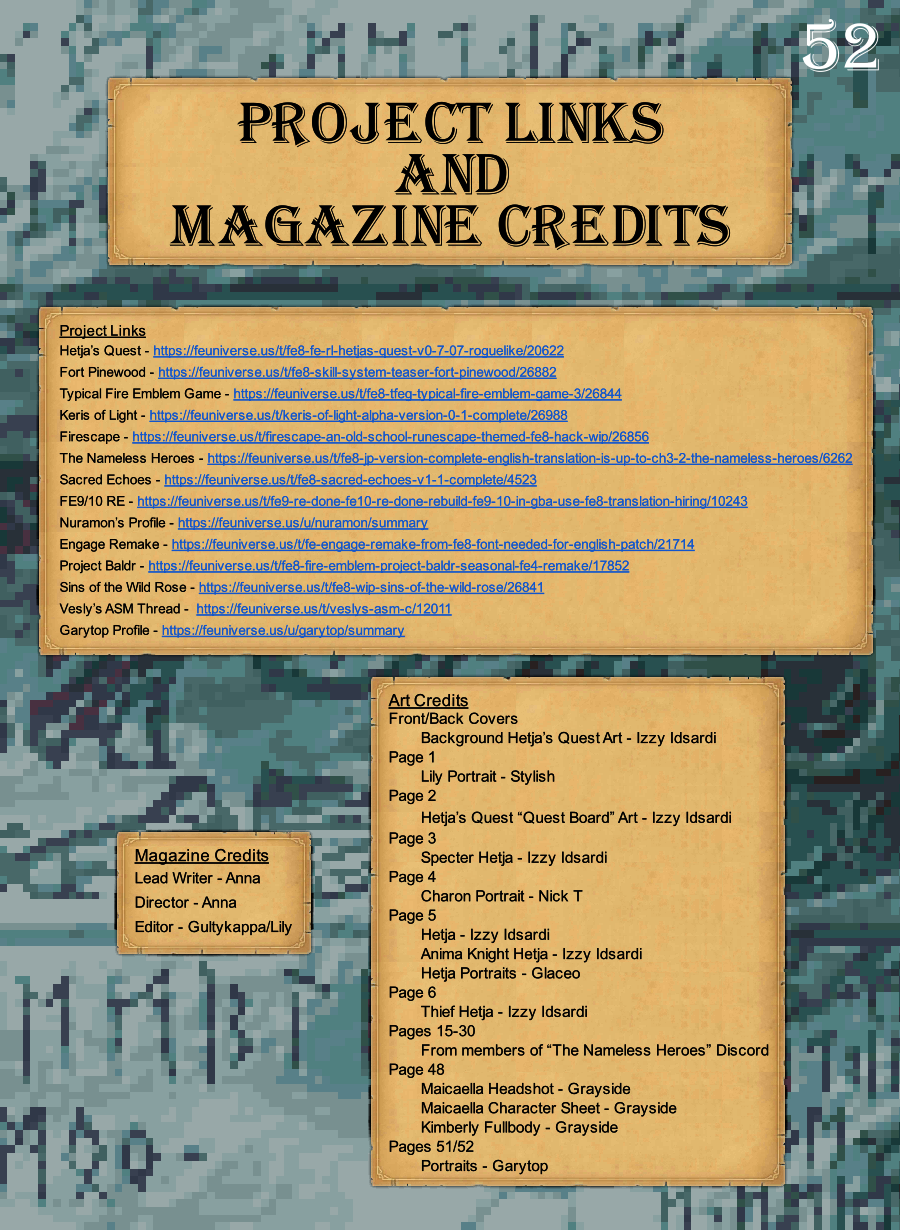 52
PROJECT LINKS
AND
MAGAZINE CREDITS
Project Links
Hetja's Quest - https://feuniverse.us/t/fe8-fe-rl-hetjas-quest-v0-7-07-roguelike/20622
Fort Pinewood - https://feuniverse.us/t/fe8-skill-system-teaser-fort-pinewood/26882
Typical Fire Emblem Game - https://feuniverse.us/t/fe8-tfeg-typical-fire-emblem-game-3/26844
Keris of Light - https://feuniverse.us/t/keris-of-light-alpha-version-0-1-complete/26988
Firescape - https://feuniverse.us/t/firescape-an-old-school-runescape-themed-fe8-hack-wip/26856
The Nameless Heroes - https://feuniverse.us/t/fe8-jp-version-complete-english-translation-is-up-to-ch3-2-the-nameless-heroes/6262
Sacred Echoes - https://feuniverse.us/t/fe8-sacred-echoes-v1-1-complete/4523
FE9/10 RE - https://feuniverse.us/t/fe9-re-done-fe10-re-done-rebuild-fe9-10-in-gba-use-fe8-translation-hiring/10243
Nuramon's Profile - https://feuniverse.us/u/nuramon/summary
Engage Remake - https://feuniverse.us/t/fe-engage-remake-from-fe8-font-needed-for-english-patch/21714
Project Baldr - https://feuniverse.us/t/fe8-fire-emblem-project-baldr-seasonal-fe4-remake/17852
Sins of the Wild Rose - https://feuniverse.us/t/fe8-wip-sins-of-the-wild-rose/26841
Vesly's ASM Thread - https://feuniverse.us/t/veslys-asm-c/12011
Garytop Profile - https://feuniverse.us/u/garytop/summary
Magazine Credits
Lead Writer - Anna
Director - Anna
Editor - Gultykappa/Lily
Art Credits
Front/Back Covers
Background Hetja's Quest Art - Izzy Idsardi
Page 1
Lily Portrait - Stylish
Page 2
Hetja's Quest “Quest Board” Art - Izzy Idsardi
Page 3
Specter Hetja - Izzy Idsardi
Page 4
Charon Portrait - Nick T
Page 5
Hetja - Izzy Idsardi
Anima Knight Hetja - Izzy Idsardi
Hetja Portraits - Glaceo
Page 6
Thief Hetja - Izzy Idsardi
Pages 15-30
From members of “The Nameless Heroes” Discord
Page 48
Maicaella Headshot - Grayside
Maicaella Character Sheet - Grayside
Kimberly Fullbody - Grayside
Pages 51/52
Portraits - Garytop